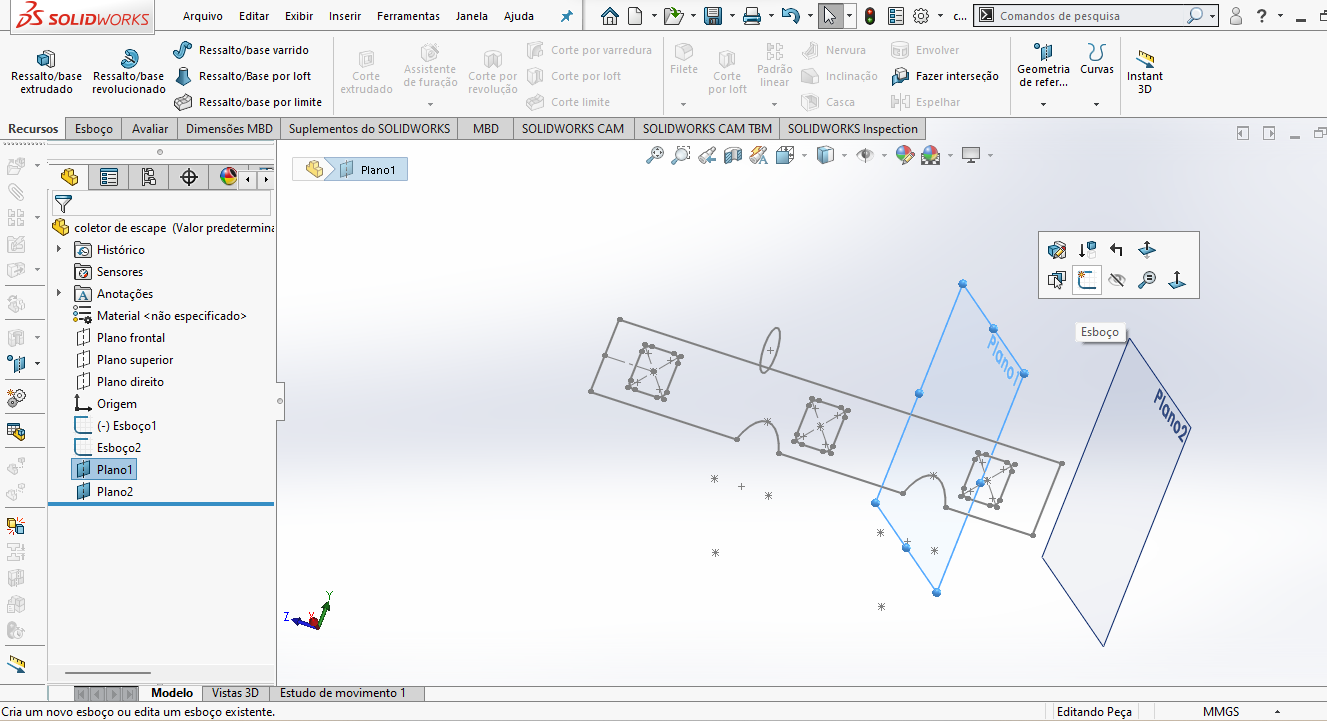 SOLIDWORKS
Arquivo Editar Exibir Inserir Ferramentas Janela Ajuda
c...
Comandos de pesquisa
?
Ressalto/base extrudado
Ressalto/base revolucionado
Ressalto/base varrido
Ressalto/Base por loft
Ressalto/base por limite
Corte extrudado
Assistente de furação
Corte por revolução
Corte por varredura
Corte por loft
Corte limite
Filete
Corte por loft
Padrão linear
Nervura
Inclinação
Casca
Envolver
Fazer interseção
Espelhar
Geometria de refer...
Curvas
Instant 3D
Recursos Esboço Avaliar Dimensões MBD Suplementos do SOLIDWORKS MBD SOLIDWORKS CAM SOLIDWORKS CAM TBM SOLIDWORKS Inspection
Plano1
coletor de escape (Valor predetermina
Histórico
Sensores
Anotações
Material <não especificado>
Plano frontal
Plano superior
Plano direito
Origem
(-) Esboço1
Esboço2
Plano1
Plano2
Esboço
Plano1
Plano2
Y
Z
X
Modelo Vistas 3D Estudo de movimento 1
Cria um novo esboço ou edita um esboço existente.
Editando Peça
MMGS